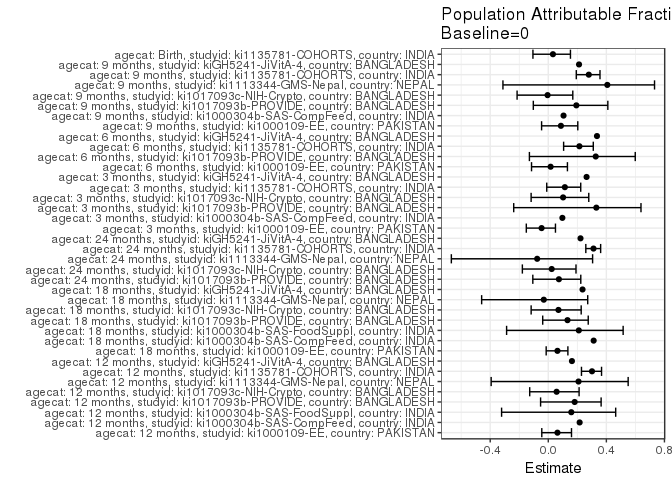 Population Attributable Fracti
Baseline=0
agecat: Birth, studyid: ki1135781-COHORTS, country: INDIA
agecat: 9 months, studyid: kiGH5241-JiVitA-4, country: BANGLADESH
agecat: 9 months, studyid: ki1135781-COHORTS, country: INDIA
agecat: 9 months, studyid: ki1113344-GMS-Nepal, country: NEPAL
agecat: 9 months, studyid: ki1017093c-NIH-Crypto, country: BANGLADESH
agecat: 9 months, studyid: ki1017093b-PROVIDE, country: BANGLADESH
agecat: 9 months, studyid: ki1000304b-SAS-CompFeed, country: INDIA
agecat: 9 months, studyid: ki1000109-EE, country: PAKISTAN
agecat: 6 months, studyid: kiGH5241-JiVitA-4, country: BANGLADESH
agecat: 6 months, studyid: ki1135781-COHORTS, country: INDIA
agecat: 6 months, studyid: ki1017093b-PROVIDE, country: BANGLADESH
agecat: 6 months, studyid: ki1000109-EE, country: PAKISTAN
agecat: 3 months, studyid: kiGH5241-JiVitA-4, country: BANGLADESH
agecat: 3 months, studyid: ki1135781-COHORTS, country: INDIA
agecat: 3 months, studyid: ki1017093c-NIH-Crypto, country: BANGLADESH
agecat: 3 months, studyid: ki1017093b-PROVIDE, country: BANGLADESH
agecat: 3 months, studyid: ki1000304b-SAS-CompFeed, country: INDIA
agecat: 3 months, studyid: ki1000109-EE, country: PAKISTAN
agecat: 24 months, studyid: kiGH5241-JiVitA-4, country: BANGLADESH
agecat: 24 months, studyid: ki1135781-COHORTS, country: INDIA
agecat: 24 months, studyid: ki1113344-GMS-Nepal, country: NEPAL
agecat: 24 months, studyid: ki1017093c-NIH-Crypto, country: BANGLADESH
agecat: 24 months, studyid: ki1017093b-PROVIDE, country: BANGLADESH
agecat: 18 months, studyid: kiGH5241-JiVitA-4, country: BANGLADESH
agecat: 18 months, studyid: ki1113344-GMS-Nepal, country: NEPAL
agecat: 18 months, studyid: ki1017093c-NIH-Crypto, country: BANGLADESH
agecat: 18 months, studyid: ki1017093b-PROVIDE, country: BANGLADESH
agecat: 18 months, studyid: ki1000304b-SAS-FoodSuppl, country: INDIA
agecat: 18 months, studyid: ki1000304b-SAS-CompFeed, country: INDIA
agecat: 18 months, studyid: ki1000109-EE, country: PAKISTAN
agecat: 12 months, studyid: kiGH5241-JiVitA-4, country: BANGLADESH
agecat: 12 months, studyid: ki1135781-COHORTS, country: INDIA
agecat: 12 months, studyid: ki1113344-GMS-Nepal, country: NEPAL
agecat: 12 months, studyid: ki1017093c-NIH-Crypto, country: BANGLADESH
agecat: 12 months, studyid: ki1017093b-PROVIDE, country: BANGLADESH
agecat: 12 months, studyid: ki1000304b-SAS-FoodSuppl, country: INDIA
agecat: 12 months, studyid: ki1000304b-SAS-CompFeed, country: INDIA
agecat: 12 months, studyid: ki1000109-EE, country: PAKISTAN
-0.4 0.0 0.4 0.8
Estimate